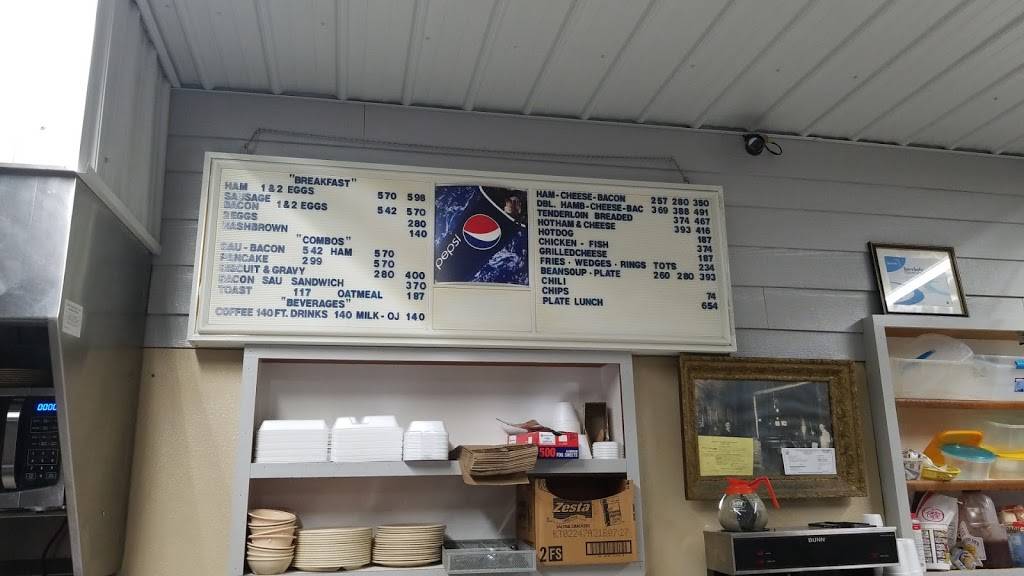 "BREAKFAST"
HAM 1 & 2 EGGS 570 598
SAUSAGE
BACON 1 & 2 EGGS 542 570
2EGGS 280
HASHBROWN 140
"COMBOS"
SAU - BACON 542 HAM 570
PANCAKE 299 570
BISCUIT & GRAVY 280 400
BACON SAU SANDWICH 370
TOAST 117 OATMEAL 187
"BEVERAGES"
COFFEE 140 FT. DRINKS 140 MILK - OJ 140
pepsi
HAM-CHEESE-BACON 257 280 350
DBL. HAMB-CHEESE-BAC 369 388 491
TENDERLOIN BREADED 374 467
HOTHAM & CHEESE 393 416
HOTDOG 187
CHICKEN - FISH 374
GRILLEDCHEESE 187
FRIES - WEDGES - RINGS TOTS 234
BEANSOUP - PLATE 260 280 393
CHILI
CHIPS 74
PLATE LUNCH 654
500
Zesta
2 FS
BUNN